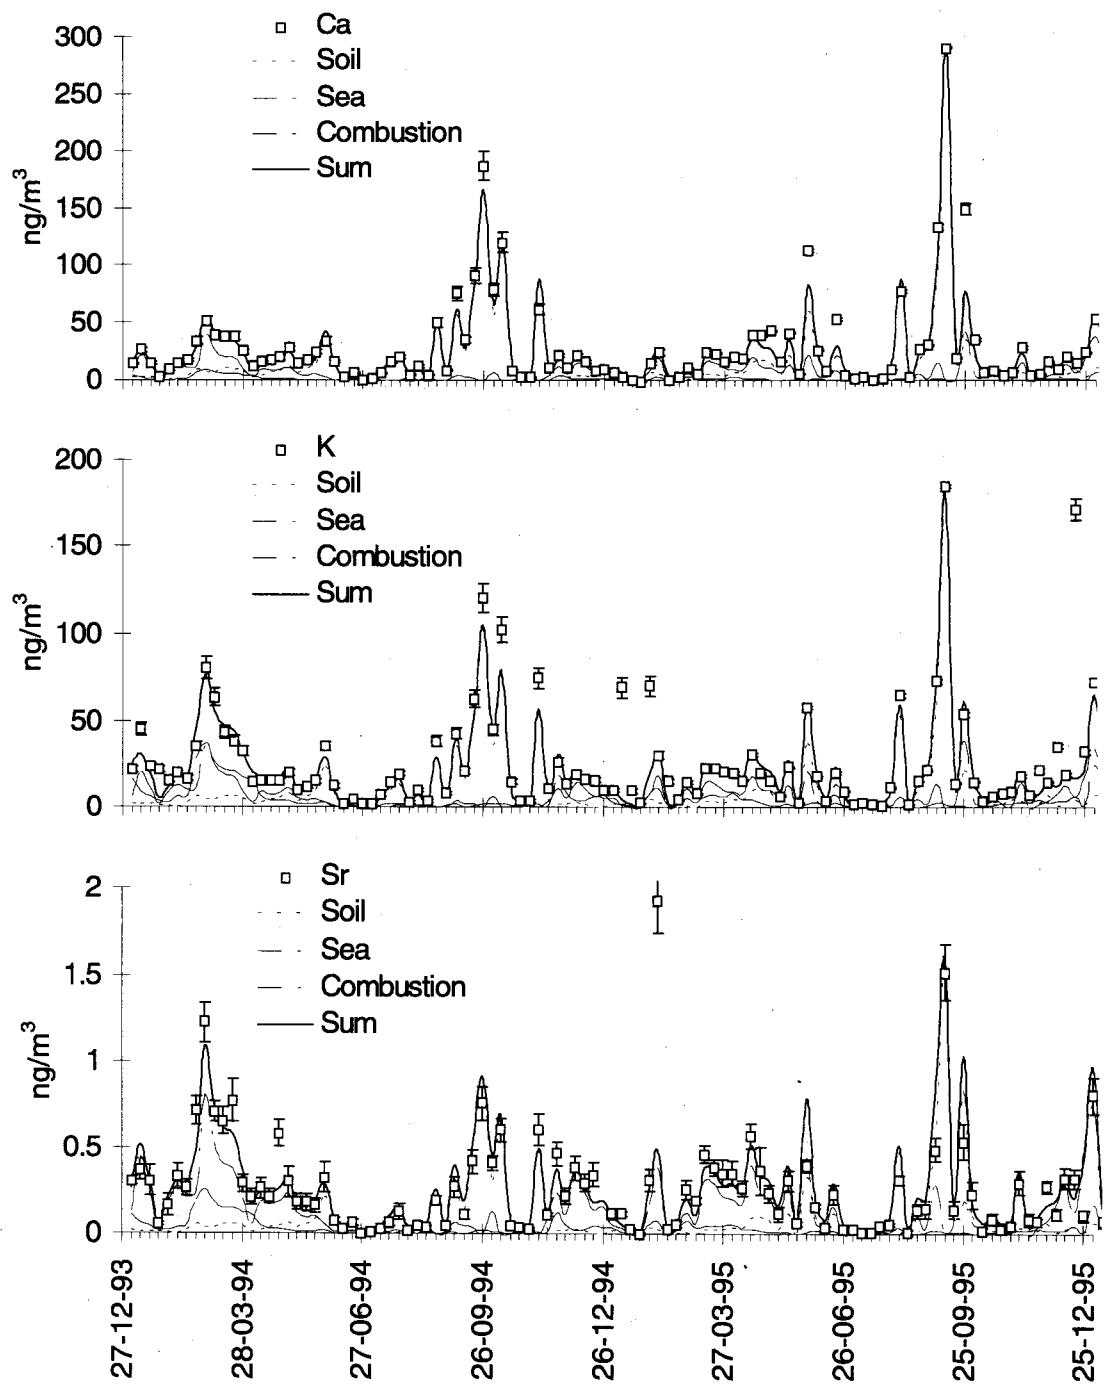 Ca
Soil
Sea
Combustion
Sum
300
250
200
150
100
50
0
ng/m³
K
Soil
Sea
Combustion
Sum
200
150
100
50
0
ng/m³
Sr
Soil
Sea
Combustion
Sum
2
1.5
1
0.5
0
ng/m³
27-12-93
28-03-94
27-06-94
26-09-94
26-12-94
27-03-95
26-06-95
25-09-95
25-12-95